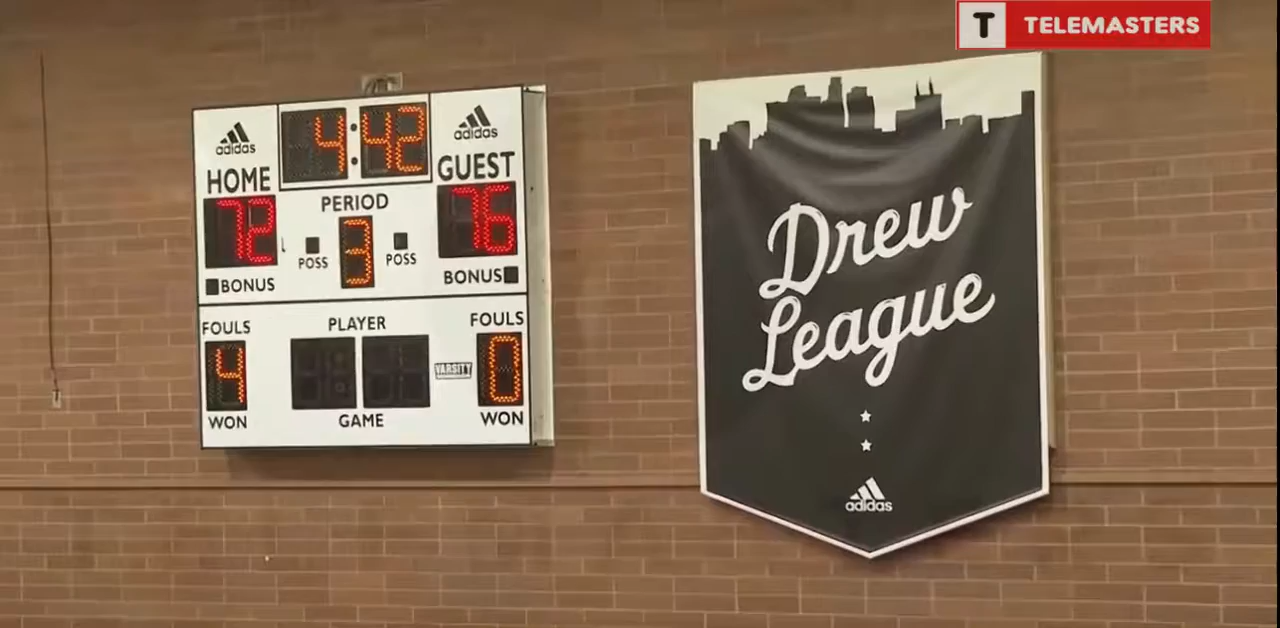 T TELEMASTERS
adidas
4:42
adidas
HOME
GUEST
72
PERIOD
76
3
POSS
POSS
BONUS
BONUS
FOULS
PLAYER
FOULS
4
VARSITY
0
WON
GAME
WON
Drew
League
adidas